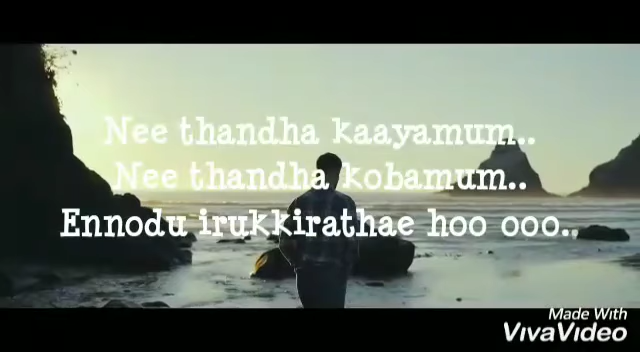 Nee thandha kaayamum..
Nee thandha kobamum..
Ennodu irukkirathae hoo ooo..
Made With
VivaVideo